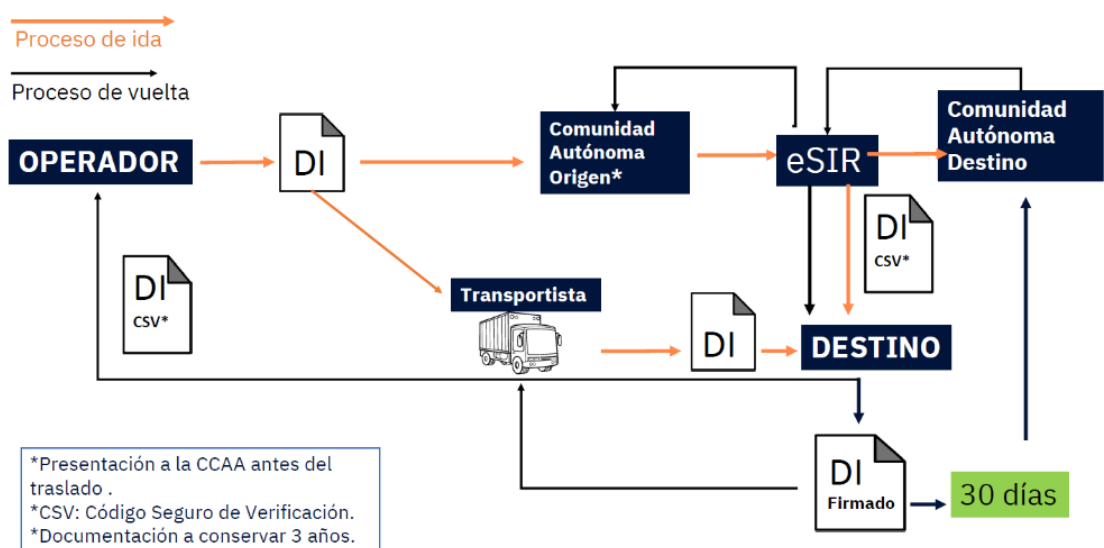 Proceso de ida
Proceso de vuelta
OPERADOR
DI
Comunidad
Autónoma
Origen*
eSIR
Comunidad
Autónoma
Destino
DI
CSV*
DI
CSV*
Transportista
DI
DESTINO
DI
Firmado
30 días
*Presentación a la CCAA antes del
traslado .
*CSV: Código Seguro de Verificación.
*Documentación a conservar 3 años.